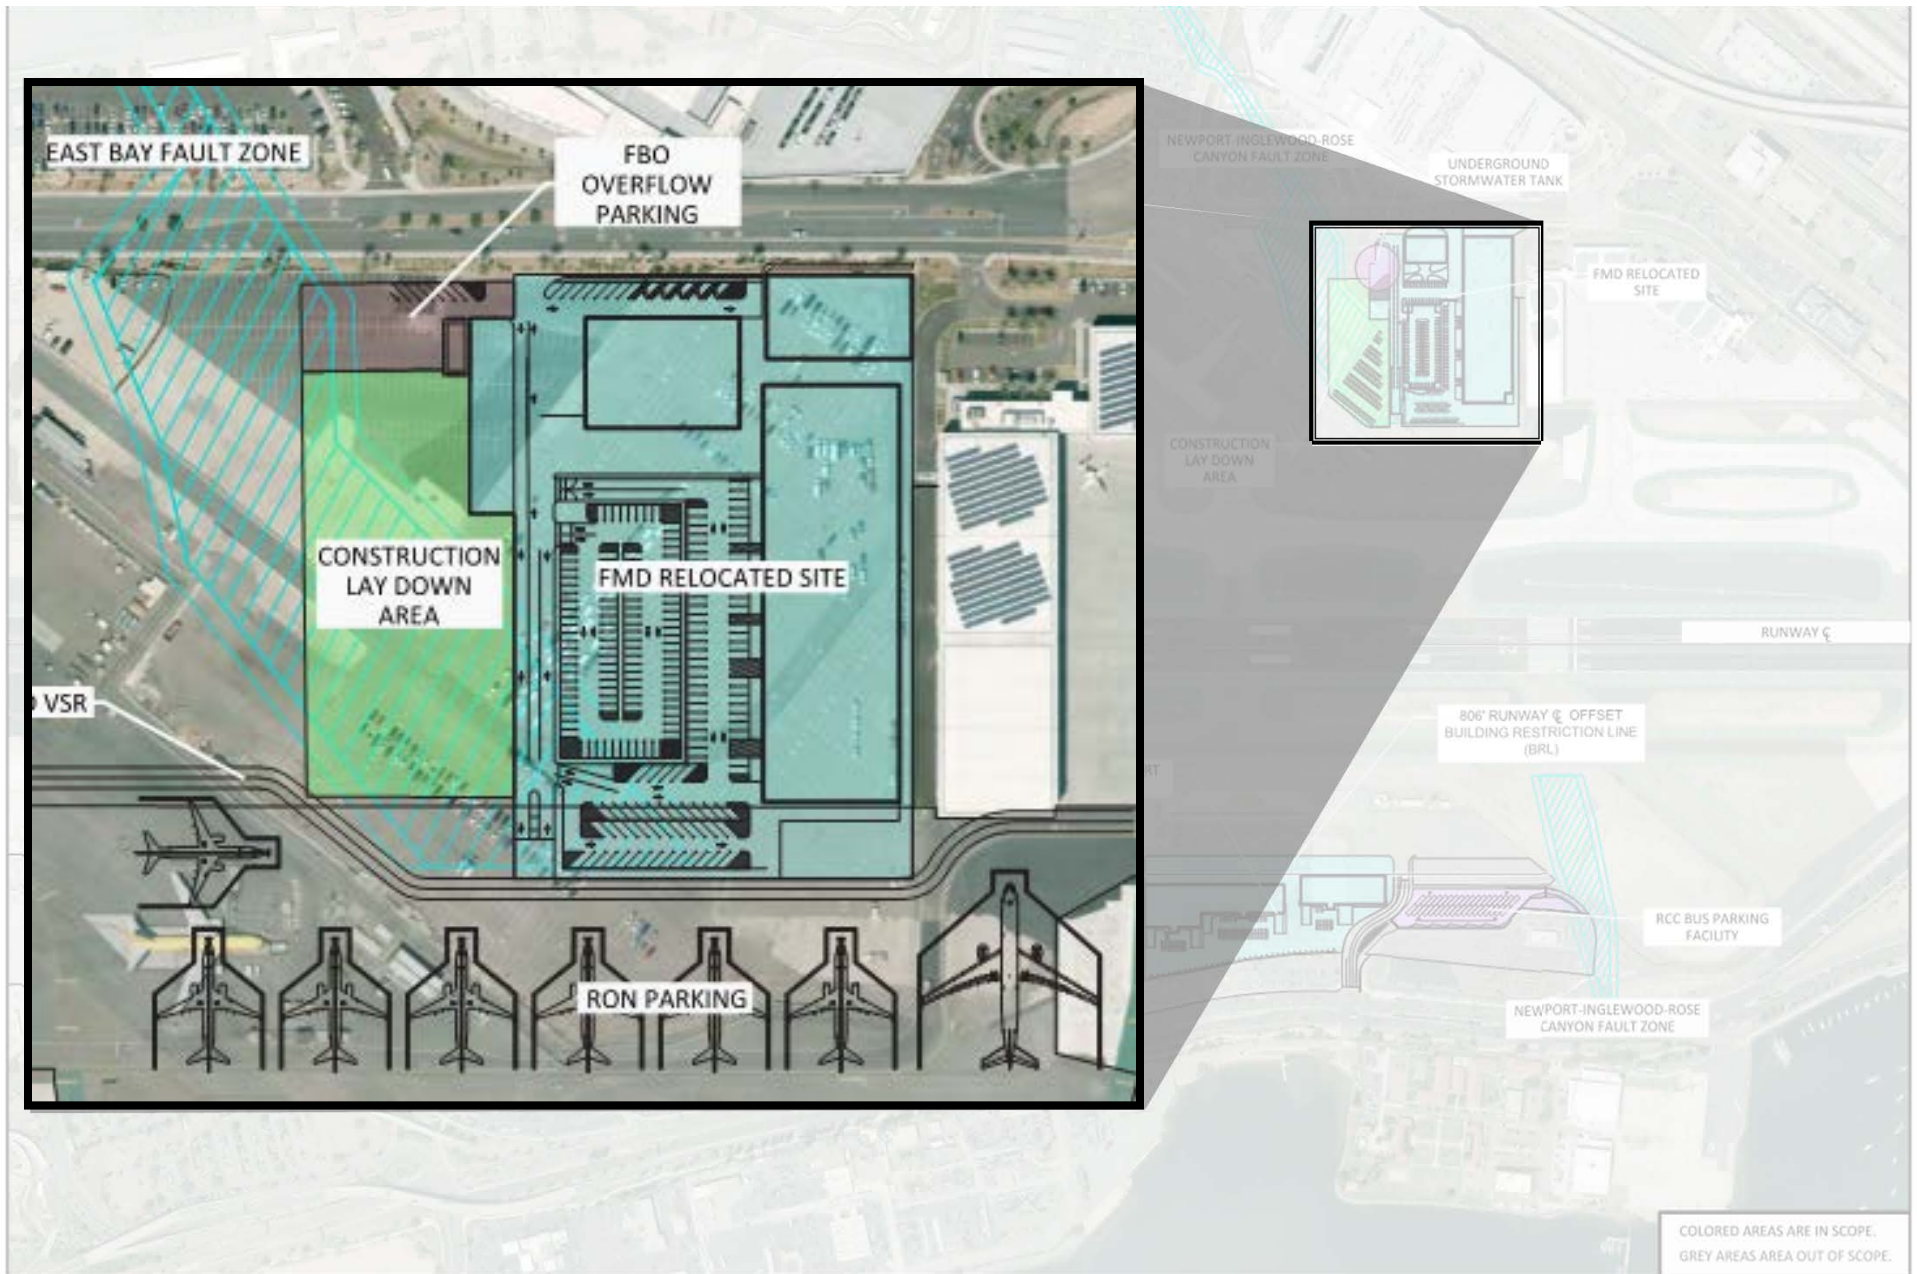 EAST BAY FAULT ZONE
FBO
OVERFLOW
PARKING
CONSTRUCTION
LAY DOWN
AREA
FMD RELOCATED SITE
VSR
RON PARKING
NEWPORT-INGLEWOOD-ROSE
CANYON FAULT ZONE
UNDERGROUND
STORMWATER TANK
FMD RELOCATED
SITE
CONSTRUCTION
LAY DOWN
AREA
RUNWAY ℄
806' RUNWAY ℄ OFFSET
BUILDING RESTRICTION LINE
(BRL)
RCC BUS PARKING
FACILITY
NEWPORT-INGLEWOOD-ROSE
CANYON FAULT ZONE
COLORED AREAS ARE IN SCOPE.
GREY AREAS AREA OUT OF SCOPE.